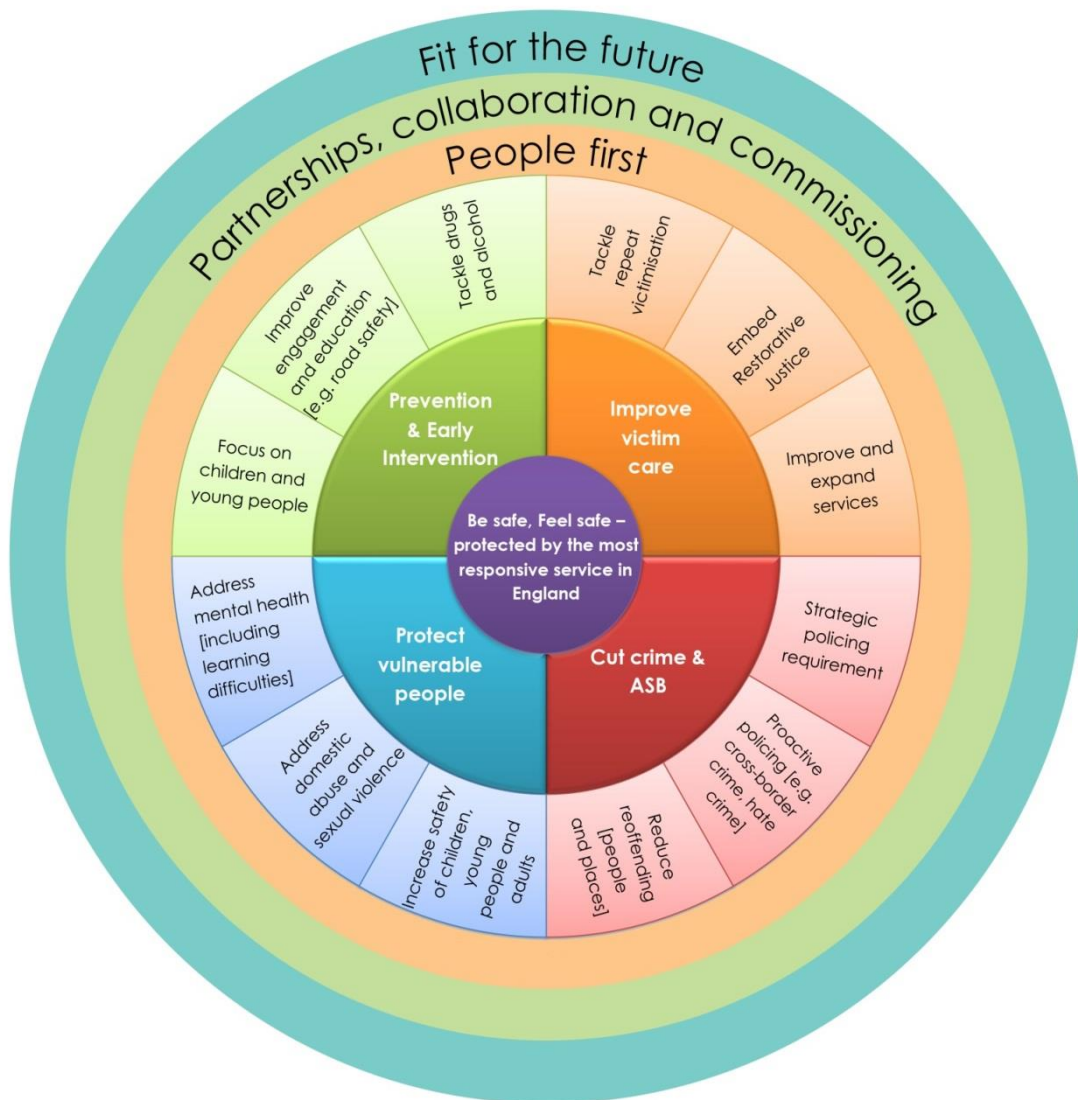 Fit for the future
Partnerships, collaboration and commissioning
People first
Tackle drugs
and alcohol
Tackle
repeat
victimisation
Improve
engagement
and education
[e.g. road safety]
Embed
Restorative
Justice
Focus on
children and
young people
Improve and
expand
services
Prevention
& Early
Intervention
Improve
victim
care
Be safe, Feel safe –
protected by the most
responsive service in
England
Protect
vulnerable
people
Cut crime &
ASB
Address
mental health
[including
learning
difficulties]
Strategic
policing
requirement
Address
domestic
abuse and
sexual violence
Proactive
policing [e.g.
cross-border
crime, hate
crime]
Increase safety
of children,
young
people and
adults
Reduce
reoffending
[people
and places]